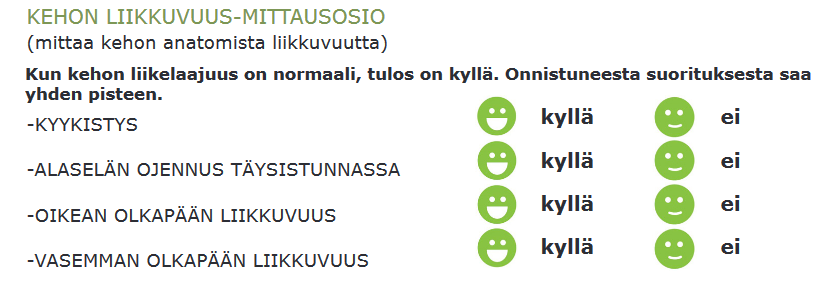 KEHON LIIKKUVUUS-MITTAUSOSIO
(mittaa kehon anatomista liikkuvuutta)
Kun kehon liikelaajuus on normaali, tulos on kyllä. Onnistuneesta suorituksesta saa
yhden pisteen.
-KYYKISTYS kyllä ei
-ALASELÄN OJENNUS TÄYSISTUNNASSA kyllä ei
-OIKEAN OLKAPÄÄN LIIKKUVUUS kyllä ei
-VASEMMAN OLKAPÄÄN LIIKKUVUUS kyllä ei